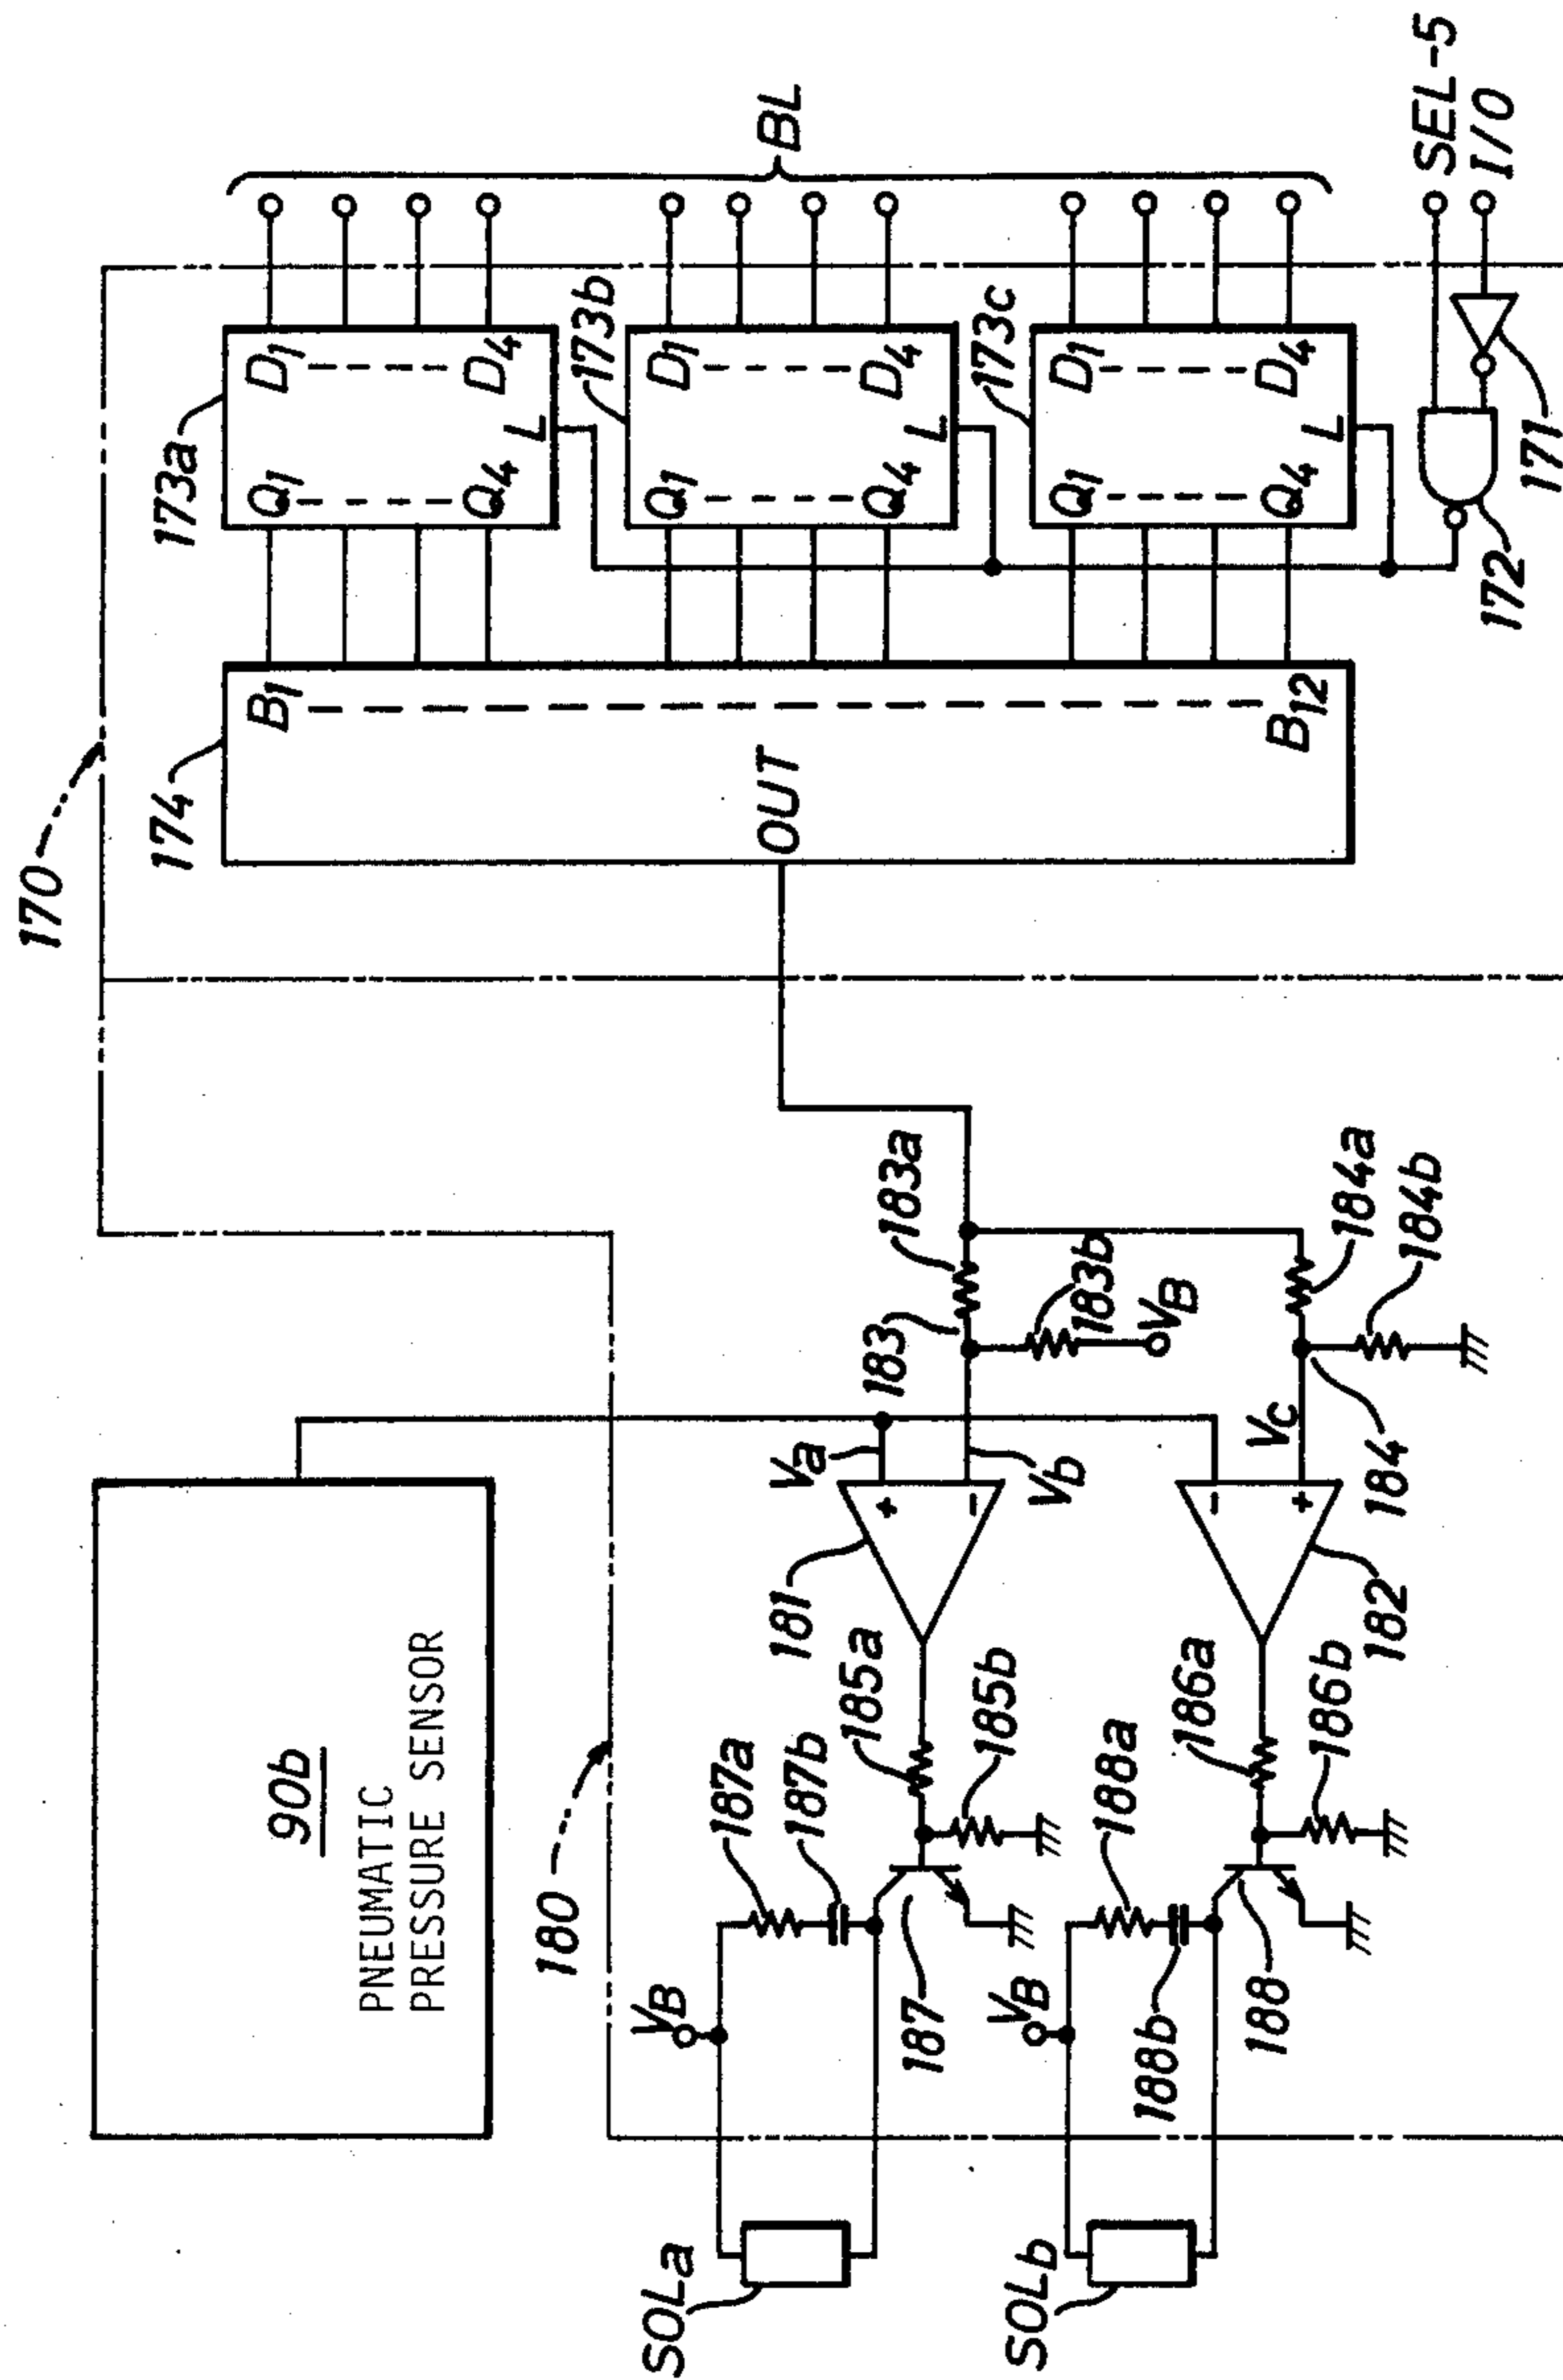 170
174
B1
B12
OUT
173a
Q1
D1
Q4
D4
L
173b
Q1
D1
Q4
D4
L
173c
Q1
D1
Q4
D4
L
BL
SEL-5
I/O
171
172
90b
PNEUMATIC
PRESSURE SENSOR
180
183a
183
183b
VB
184a
184b
184
Va
Vb
Vc
181
182
185a
185b
186a
186b
187a
187b
187
188a
188b
188
VB
VB
SOLa
SOLb